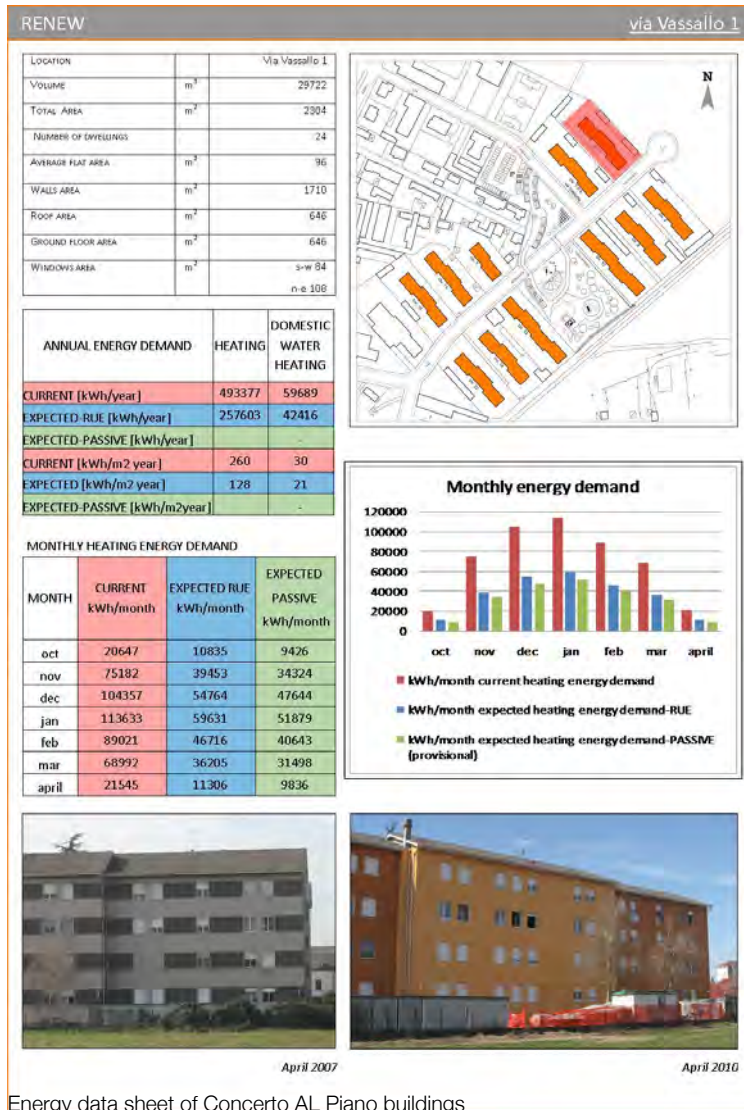 RENEW via Vassallo 1
LOCATION Via Vassallo 1
VOLUME m³ 29722
TOTAL AREA m² 2304
NUMBER OF DWELLINGS 24
AVERAGE FLAT AREA m² 96
WALLS AREA m² 1710
ROOF AREA m² 646
GROUND FLOOR AREA m² 646
WINDOWS AREA m² s-w 84
n-e 108
N
ANNUAL ENERGY DEMAND HEATING DOMESTIC WATER HEATING
CURRENT [kWh/year] 493377 59689
EXPECTED-RUE [kWh/year] 257603 42416
EXPECTED-PASSIVE [kWh/year] -
CURRENT [kWh/m2 year] 260 30
EXPECTED [kWh/m2 year] 128 21
EXPECTED-PASSIVE [kWh/m2year] -
MONTHLY HEATING ENERGY DEMAND
MONTH CURRENT kWh/month EXPECTED RUE kWh/month EXPECTED PASSIVE kWh/month
oct 20647 10835 9426
nov 75182 39453 34324
dec 104357 54764 47644
jan 113633 59631 51879
feb 89021 46716 40643
mar 68992 36205 31498
april 21545 11306 9836
Monthly energy demand
120000
100000
80000
60000
40000
20000
0
oct nov dec jan feb mar april
kWh/month current heating energy demand
kWh/month expected heating energy demand-RUE
kWh/month expected heating energy demand-PASSIVE
(provisional)
April 2007
April 2010
Energy data sheet of Concerto AL Piano buildings